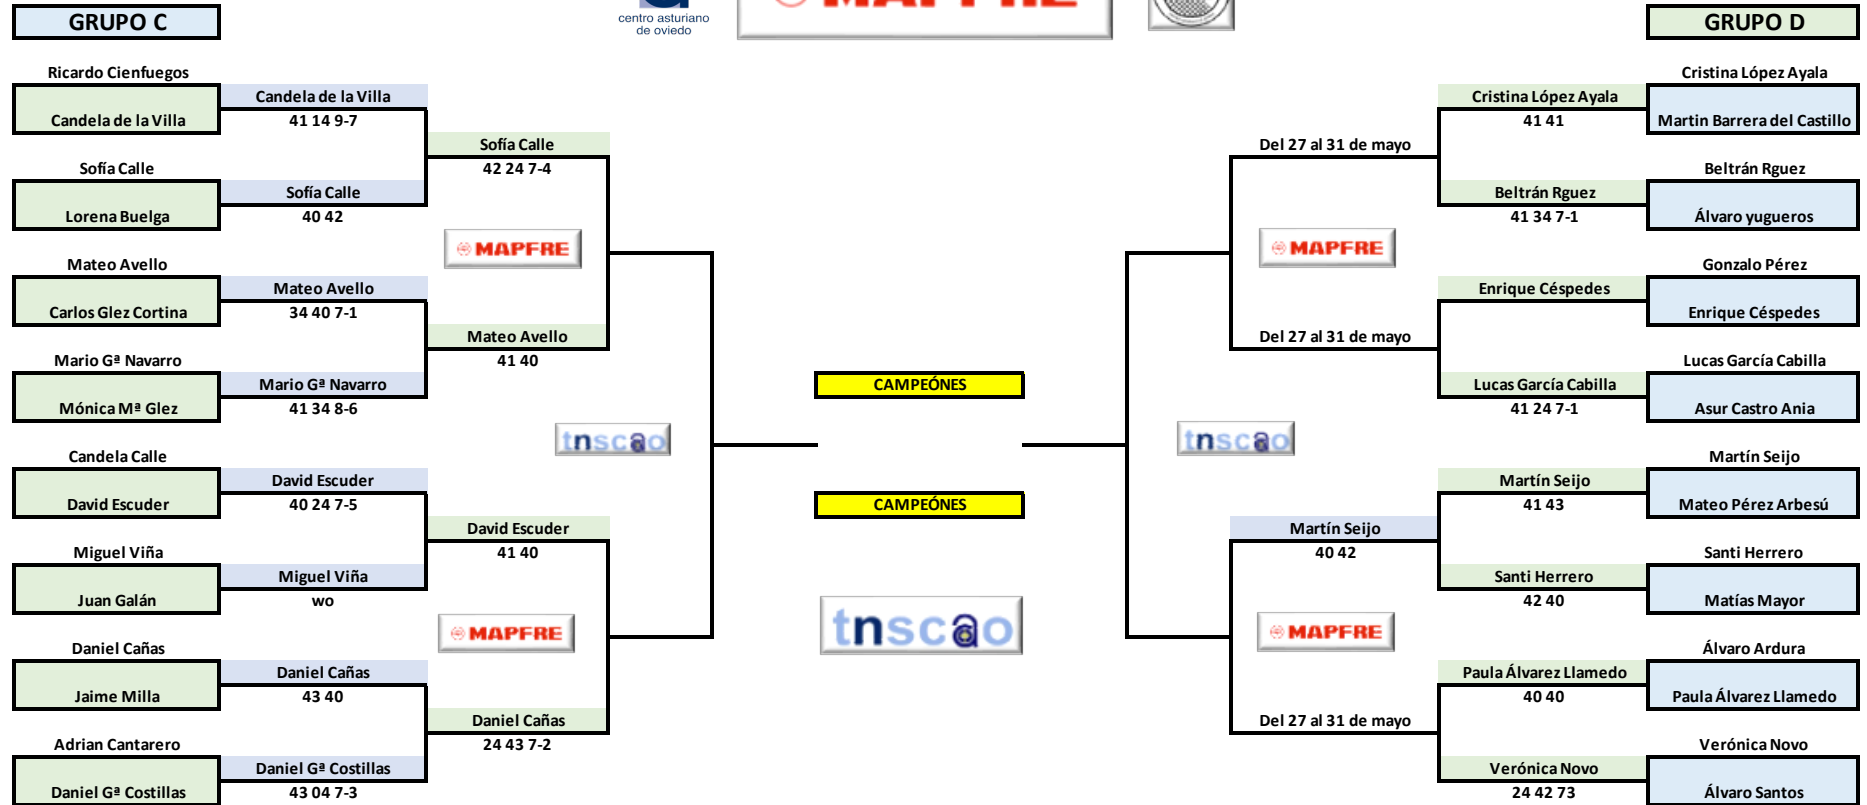 GRUPO C
centro asturiano
de oviedo
MAPFRE
GRUPO D
Ricardo Cienfuegos
Candela de la Villa
Candela de la Villa
41 14 9-7
Sofía Calle
42 24 7-4
Sofía Calle
Lorena Buelga
Sofía Calle
40 42
MAPFRE
Mateo Avello
Carlos Glez Cortina
Mateo Avello
34 40 7-1
Mateo Avello
41 40
Mario Gª Navarro
Mónica Mª Glez
Mario Gª Navarro
41 34 8-6
tnscao
Candela Calle
David Escuder
David Escuder
40 24 7-5
David Escuder
41 40
Miguel Viña
Juan Galán
Miguel Viña
wo
MAPFRE
Daniel Cañas
Jaime Milla
Daniel Cañas
43 40
Daniel Cañas
24 43 7-2
Adrian Cantarero
Daniel Gª Costillas
Daniel Gª Costillas
43 04 7-3
CAMPEÓNES
CAMPEÓNES
tnscao
Cristina López Ayala
Martin Barrera del Castillo
Cristina López Ayala
41 41
Del 27 al 31 de mayo
Beltrán Rguez
Álvaro yugueros
Beltrán Rguez
41 34 7-1
MAPFRE
Gonzalo Pérez
Enrique Céspedes
Enrique Céspedes
Del 27 al 31 de mayo
Lucas García Cabilla
Asur Castro Ania
Lucas García Cabilla
41 24 7-1
tnscao
Martín Seijo
Mateo Pérez Arbesú
Martín Seijo
41 43
Martín Seijo
40 42
Santi Herrero
Matías Mayor
Santi Herrero
42 40
MAPFRE
Álvaro Ardura
Paula Álvarez Llamedo
Paula Álvarez Llamedo
40 40
Del 27 al 31 de mayo
Verónica Novo
Álvaro Santos
Verónica Novo
24 42 73